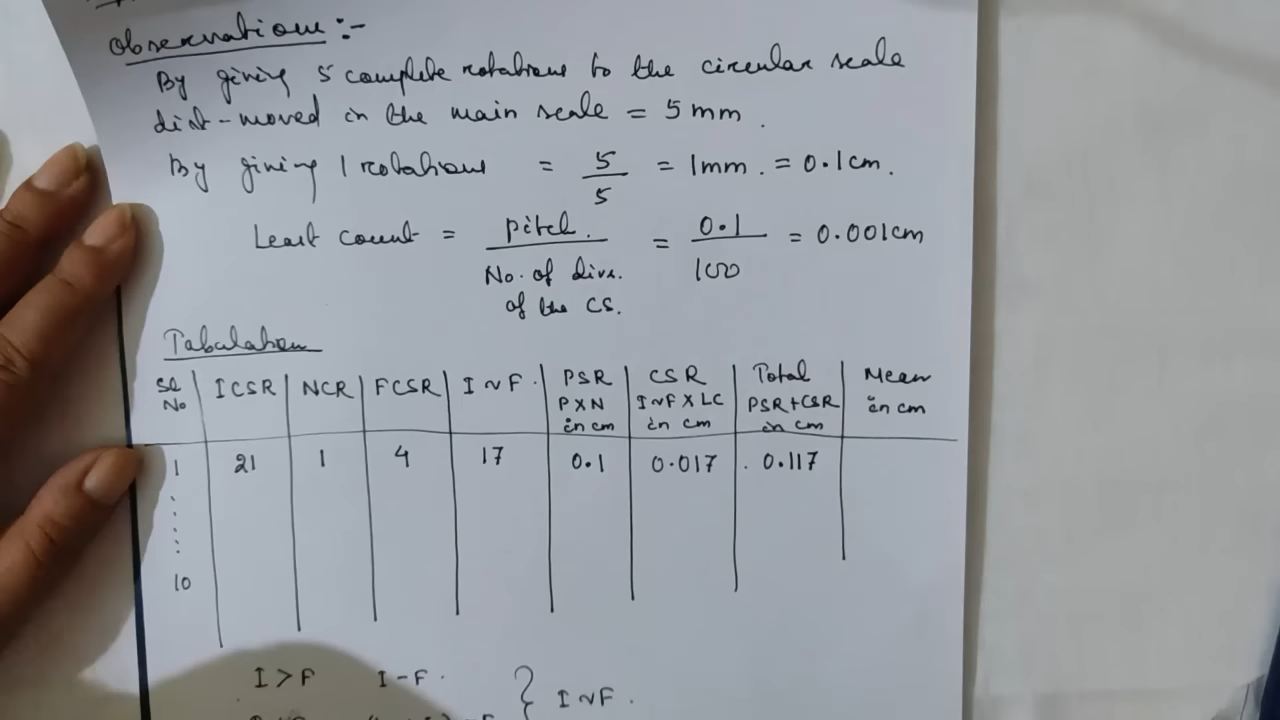 Observations :-
By giving 5 complete rotations to the circular scale
dist-moved in the main scale = 5 mm.
By giving 1 rotations = 5/5 = 1mm. = 0.1cm.
Least count = Pitch. / No. of divs. of the CS. = 0.1/100 = 0.001cm
Tabulation
Sl No | ICSR | NCR | FCSR | I ~ F. | PSR P X N in cm | CSR I~F X LC in cm | Total PSR+CSR in cm | Mean in cm
1 | 21 | 1 | 4 | 17 | 0.1 | 0.017 | 0.117
10
I > F I - F. } I ~ F.